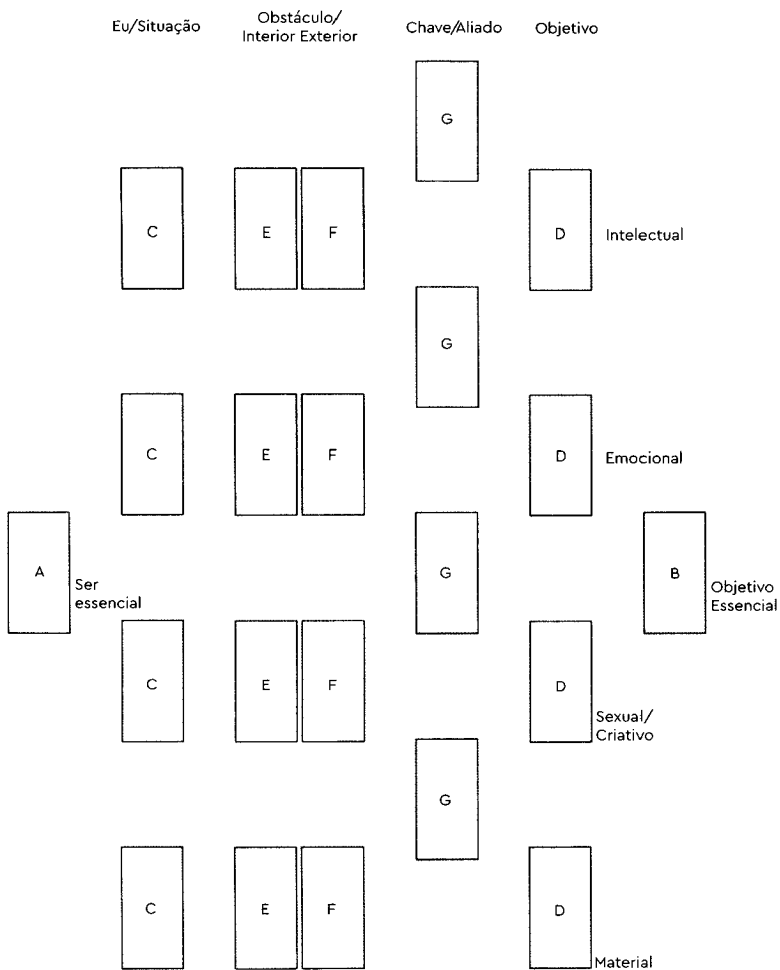 Eu/Situação
Obstáculo/
Interior Exterior
Chave/Aliado
Objetivo
G
C
E
F
D
Intelectual
G
C
E
F
D
Emocional
A
Ser
essencial
G
B
Objetivo
Essencial
C
E
F
D
Sexual/
Criativo
G
C
E
F
D
Material